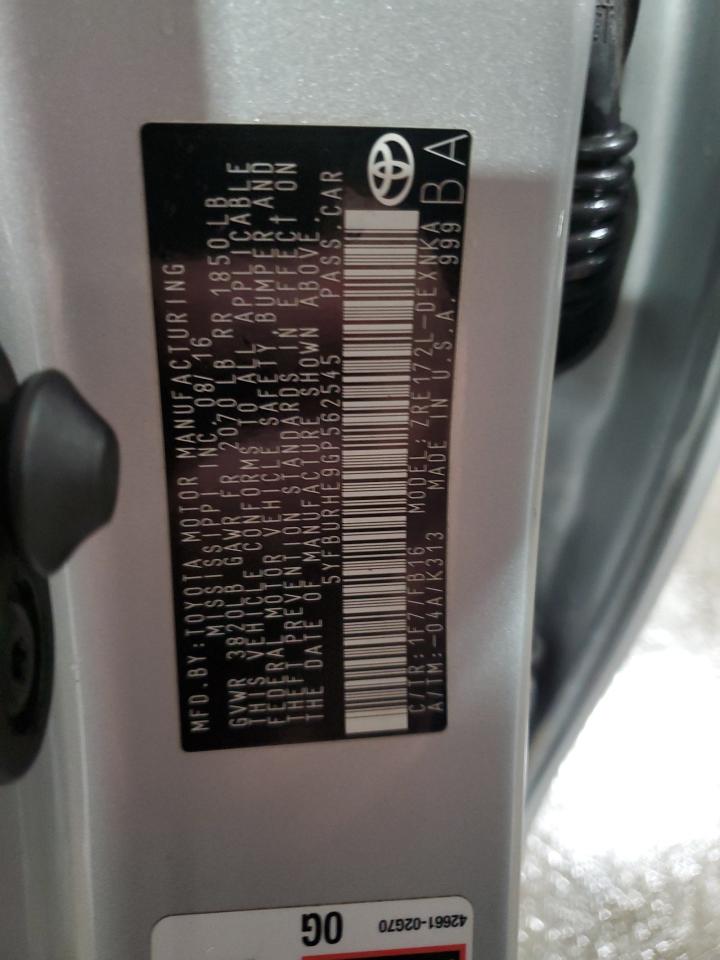 MFD.BY:TOYOTA MOTOR MANUFACTURING
MISSISSIPPI INC.08/16
GVWR 3820LB GAWR FR 2070LB RR 1850LB
THIS VEHICLE CONFORMS TO ALL APPLICABLE
FEDERAL MOTOR VEHICLE SAFETY, BUMPER AND
THEFT PREVENTION STANDARDS IN EFFECT ON
THE DATE OF MANUFACTURE SHOWN ABOVE.
5YFBURHE9GP562545 PASS.CAR
C/TR:1F7/FB16 MODEL:ZRE172L-DEXNKA
A/TM:-04A/K313 MADE IN U.S.A. 999 BA
42661-02G70
0G